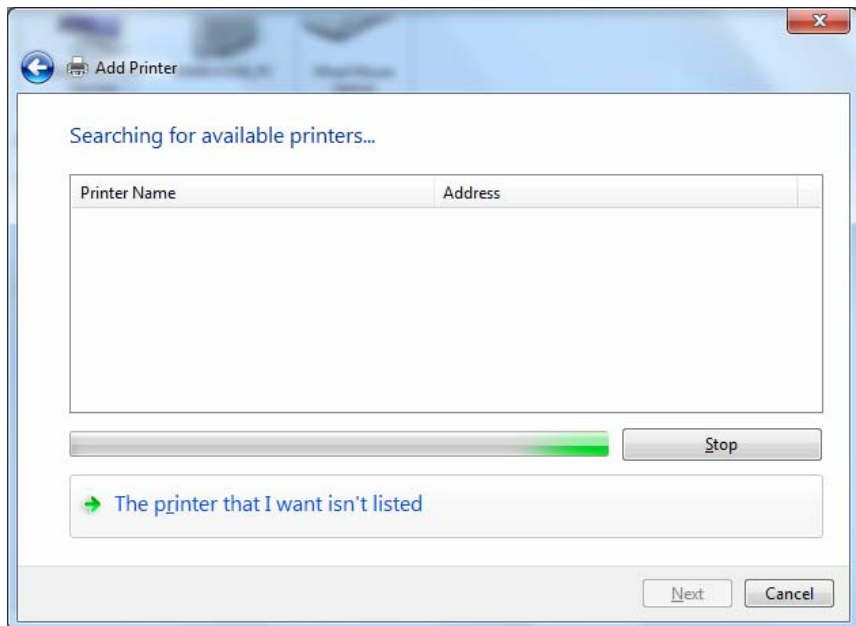 Add Printer
Searching for available printers...
Printer Name Address
Stop
The printer that I want isn't listed
Next Cancel